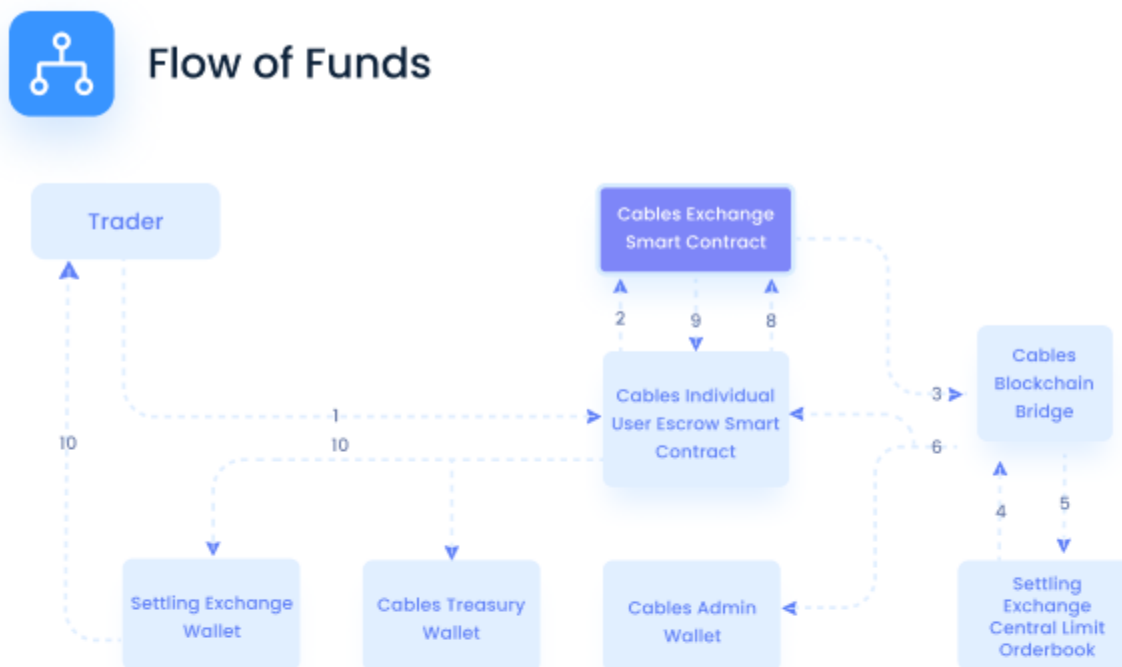 Flow of Funds
Trader
Cables Exchange
Smart Contract
2
9
8
Cables
Blockchain
Bridge
3
Cables Individual
User Escrow Smart
Contract
1
10
10
6
4
5
Settling Exchange
Wallet
Cables Treasury
Wallet
Cables Admin
Wallet
Settling
Exchange
Central Limit
Orderbook